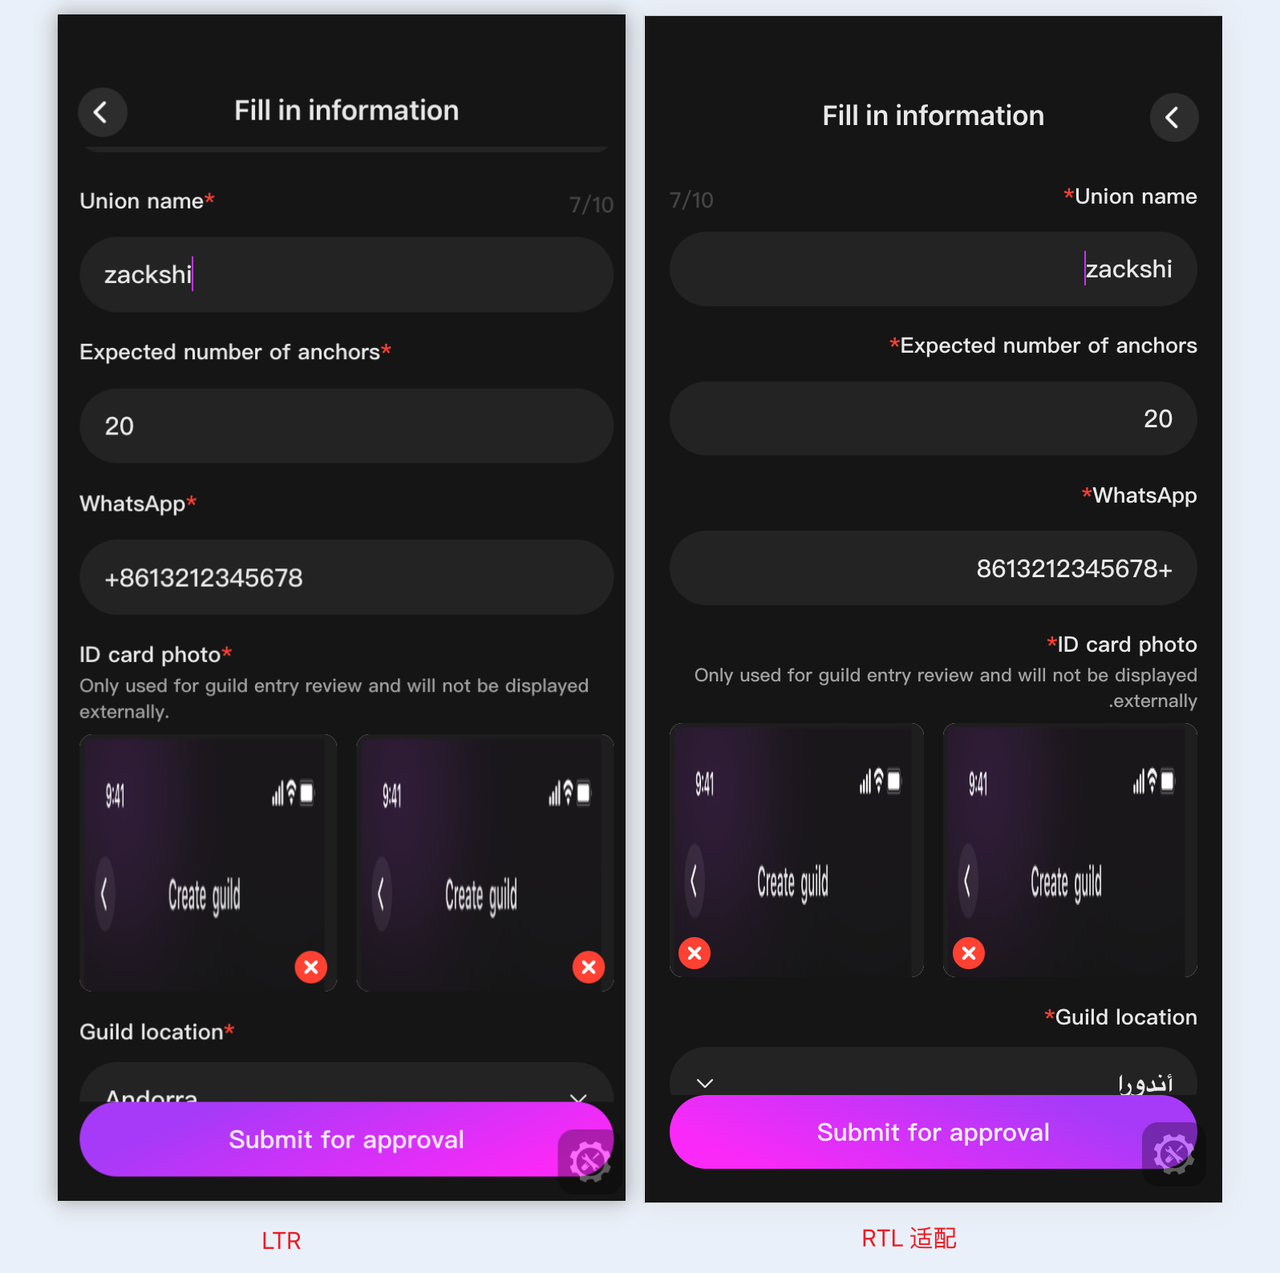 Fill in information
Union name*
7/10
zackshi
Expected number of anchors*
20
WhatsApp*
+8613212345678
ID card photo*
Only used for guild entry review and will not be displayed
externally.
9:41
Create guild
9:41
Create guild
Guild location*
Andorra
Submit for approval
LTR
Fill in information
7/10
*Union name
zackshi
*Expected number of anchors
20
*WhatsApp
8613212345678+
*ID card photo
Only used for guild entry review and will not be displayed
.externally
9:41
Create guild
9:41
Create guild
*Guild location
أندورا
Submit for approval
RTL 适配